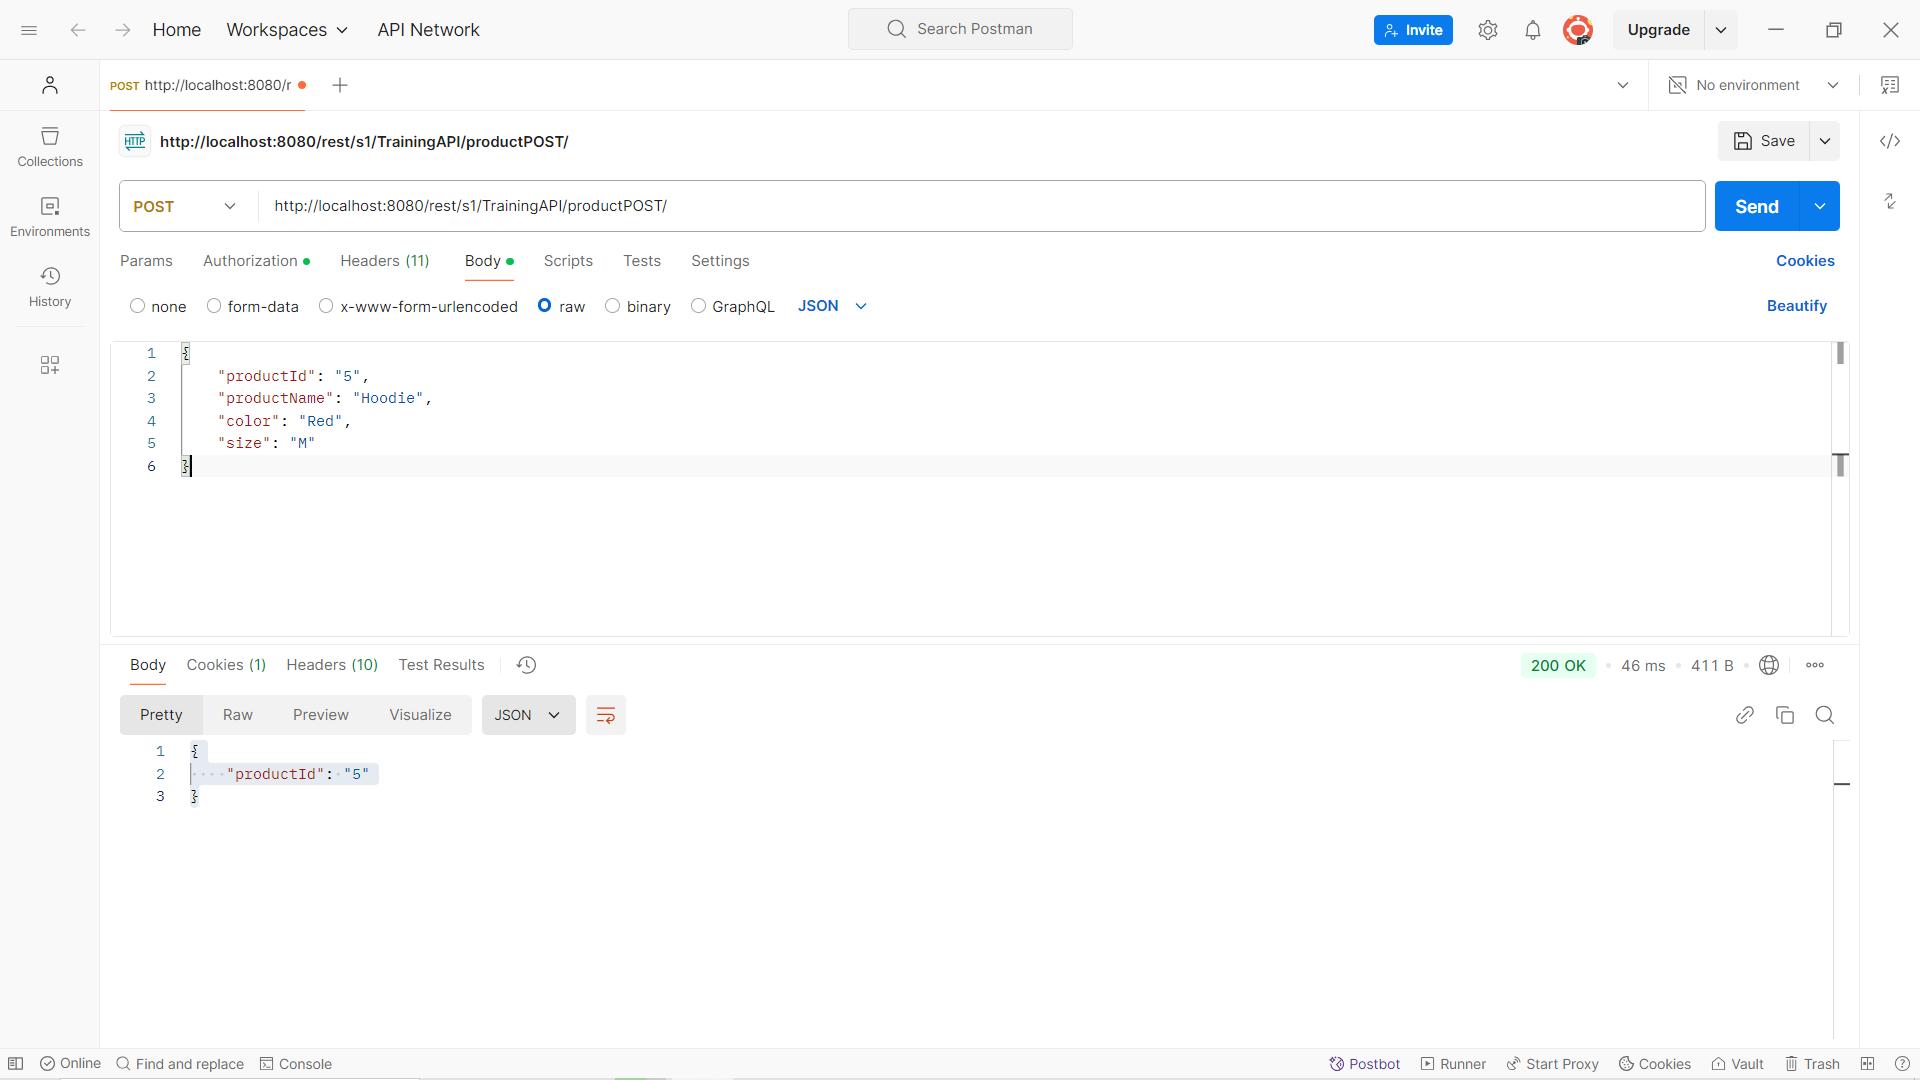 Home Workspaces API Network Search Postman Invite Upgrade
POST http://localhost:8080/r No environment
HTTP http://localhost:8080/rest/s1/TrainingAPI/productPOST/ Save
Collections
POST http://localhost:8080/rest/s1/TrainingAPI/productPOST/ Send
Environments
Params Authorization Headers (11) Body Scripts Tests Settings Cookies
History
none form-data x-www-form-urlencoded raw binary GraphQL JSON Beautify
1 {
2 "productId": "5",
3 "productName": "Hoodie",
4 "color": "Red",
5 "size": "M"
6 }
Body Cookies (1) Headers (10) Test Results 200 OK 46 ms 411 B
Pretty Raw Preview Visualize JSON
1 {
2 "productId": "5"
3 }
Online Find and replace Console Postbot Runner Start Proxy Cookies Vault Trash